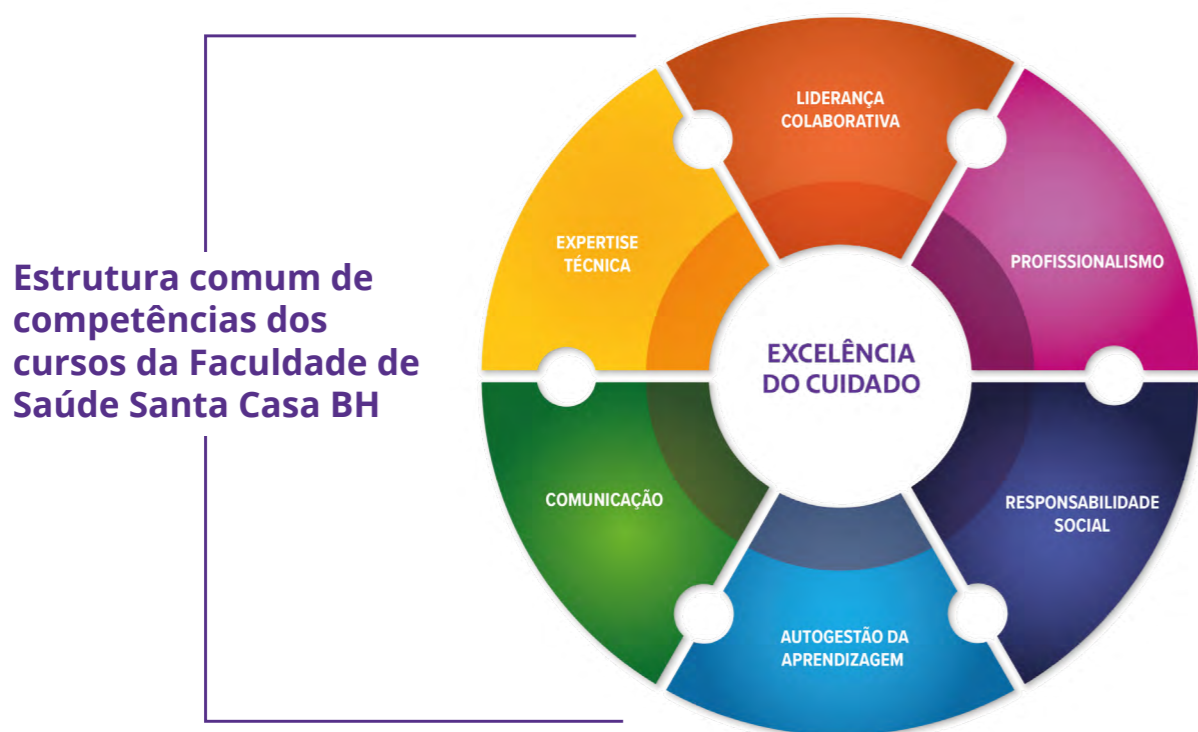 Estrutura comum de
competências dos
cursos da Faculdade de
Saúde Santa Casa BH
LIDERANÇA
COLABORATIVA
PROFISSIONALISMO
RESPONSABILIDADE
SOCIAL
AUTOGESTÃO DA
APRENDIZAGEM
COMUNICAÇÃO
EXPERTISE
TÉCNICA
EXCELÊNCIA
DO CUIDADO